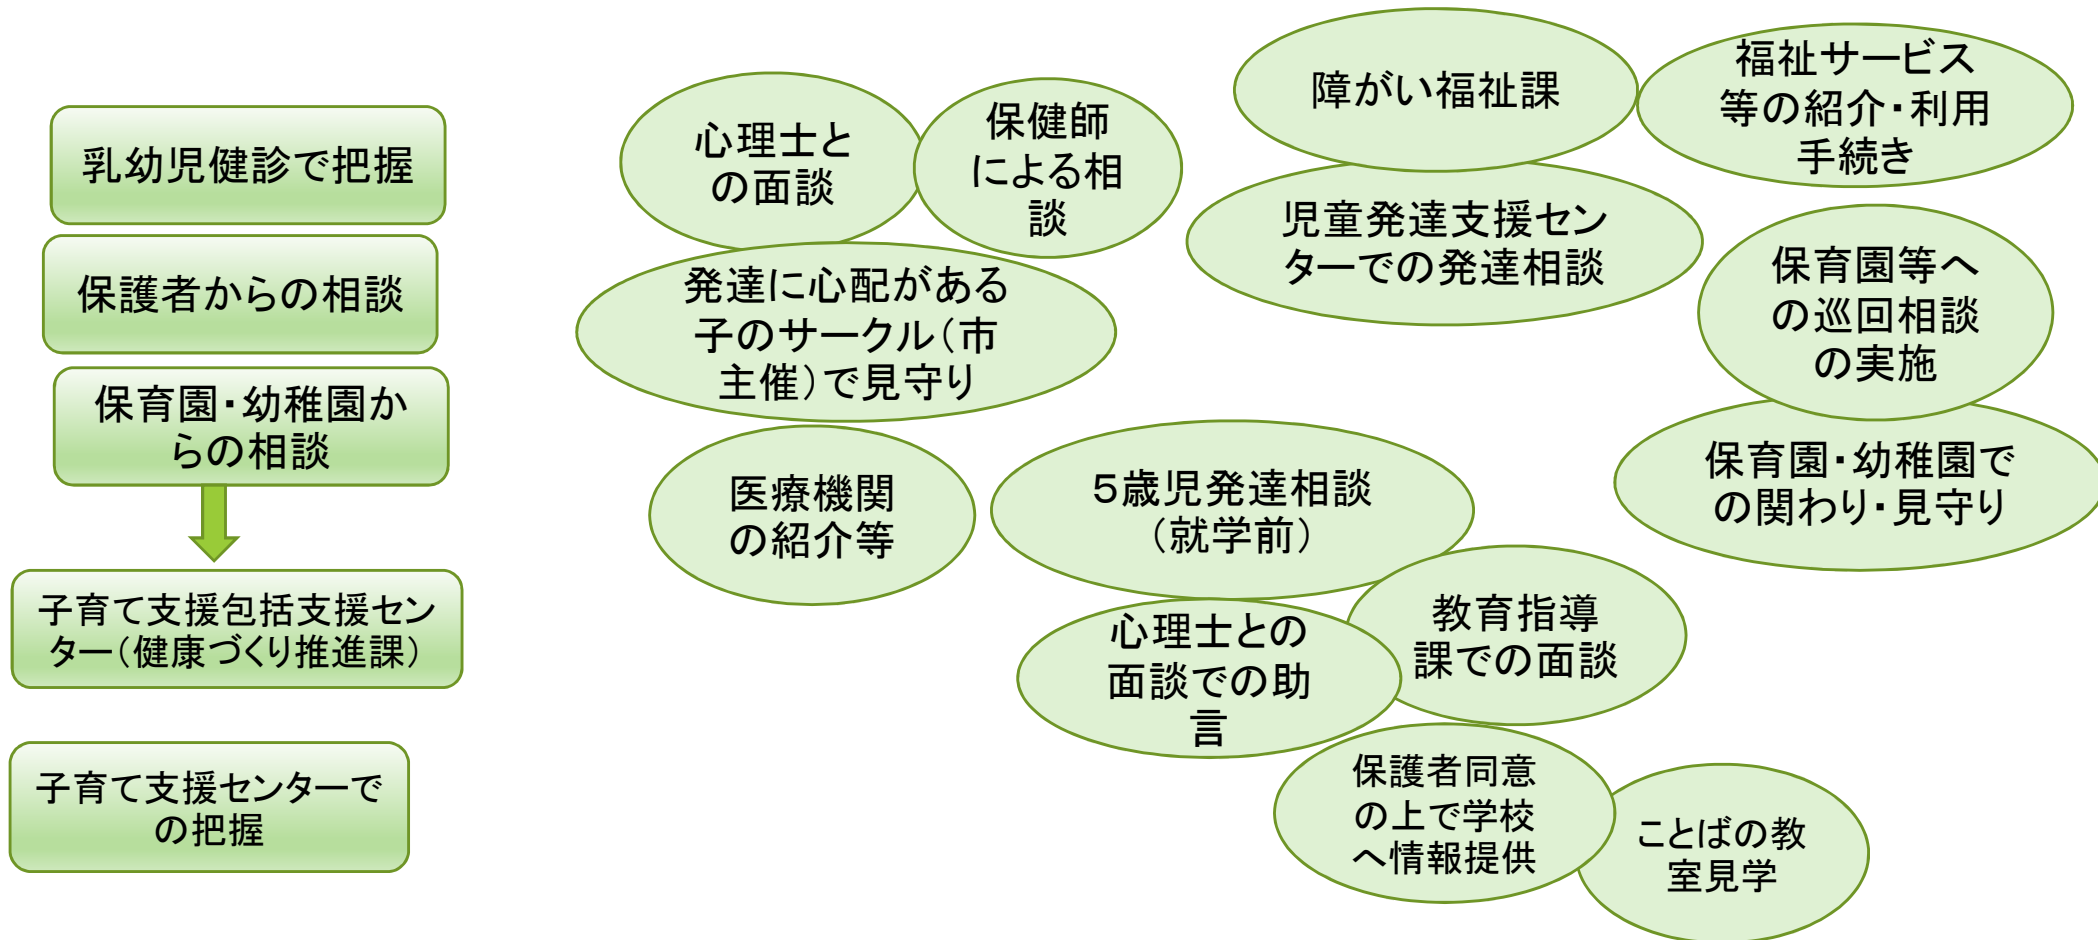 乳幼児健診で把握
保護者からの相談
保育園・幼稚園か
らの相談
子育て支援包括支援セン
ター（健康づくり推進課）
子育て支援センターで
の把握
心理士と
の面談
保健師
による相
談
発達に心配がある
子のサークル（市
主催）で見守り
医療機関
の紹介等
障がい福祉課
福祉サービス
等の紹介・利用
手続き
児童発達支援セン
ターでの発達相談
保育園等へ
の巡回相談
の実施
保育園・幼稚園で
の関わり・見守り
５歳児発達相談
（就学前）
心理士との
面談での助
言
教育指導
課での面談
保護者同意
の上で学校
へ情報提供
ことばの教
室見学